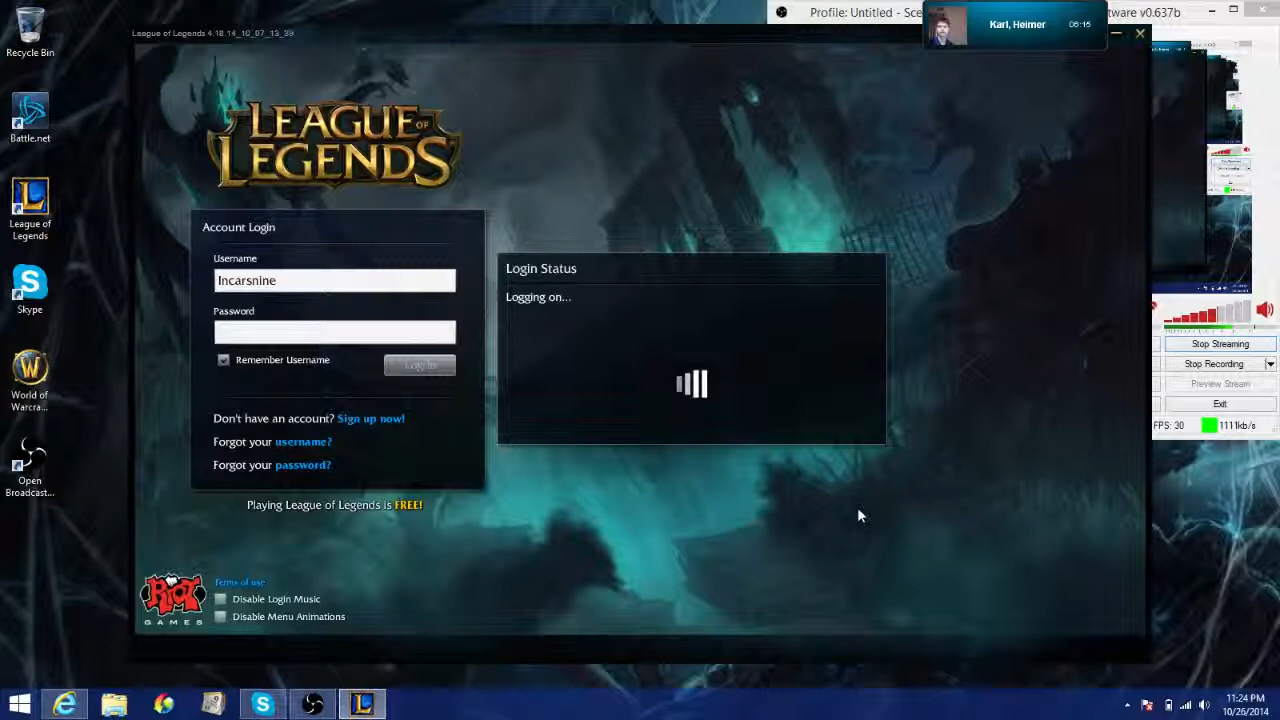 Profile: Untitled - Sce
tware v0.637b
Karl, Heimer
06:15
Recycle Bin
League of Legends 4.18.14_10_07_13_39
Battle.net
LEAGUE OF
LEGENDS
League of
Legends
Account Login
Username
Incarsnine
Password
Remember Username
Log In
Login Status
Logging on...
Skype
Stop Streaming
Stop Recording
Preview Stream
Exit
FPS: 30
1111kb/s
World of
Warcra...
Don't have an account? Sign up now!
Forgot your username?
Forgot your password?
Playing League of Legends is FREE!
Open
Broadcast...
RIOT
GAMES
Terms of use
Disable Login Music
Disable Menu Animations
11:24 PM
10/26/2014